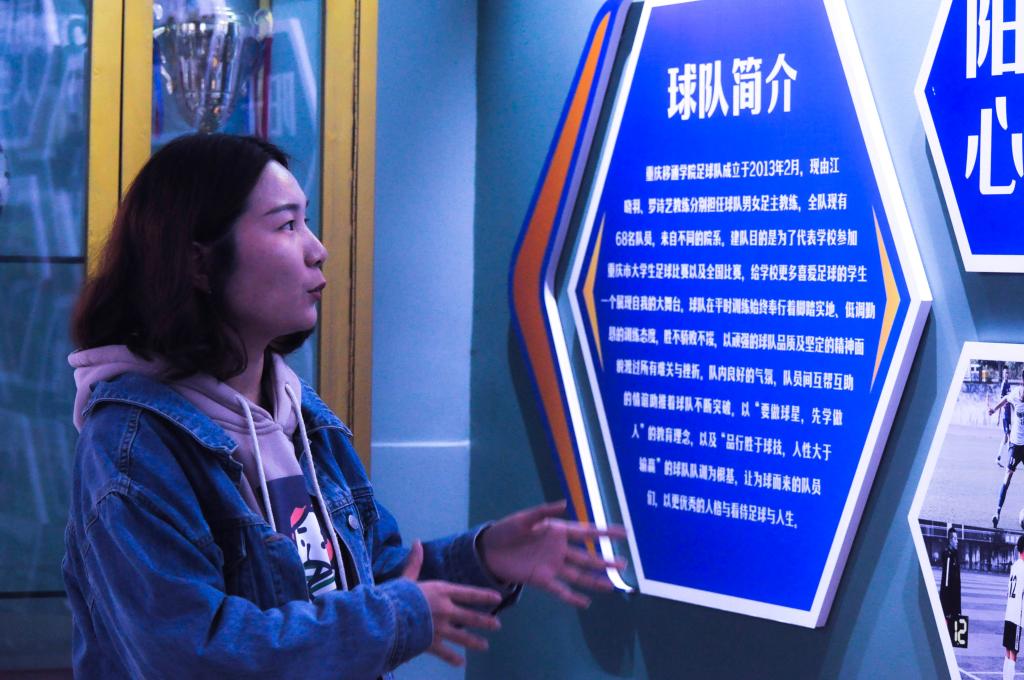 球队简介
重庆移通学院足球队成立于2013年2月，现由江
晓羽、罗诗艺教练分别担任球队男女足主教练，全队现有
68名队员，来自不同的院系，建队目的是为了代表学校参加
重庆市大学生足球比赛以及全国比赛，给学校更多喜爱足球的学生
一个展现自我的大舞台，球队在平时训练始终奉行着脚踏实地、低调勤
恳的训练态度，胜不骄败不馁，以顽强的球队品质及坚定的精神面
貌渡过所有难关与挫折，队内良好的气氛，队员间互帮互助
的情谊助推着球队不断突破，以“要做球星，先学做
人”的教育理念，以及“品行胜于球技，人性大于
输赢”的球队队训为根基，让为球而来的队员
们，以更优秀的人格与看待足球与人生。
阳
心
12
12